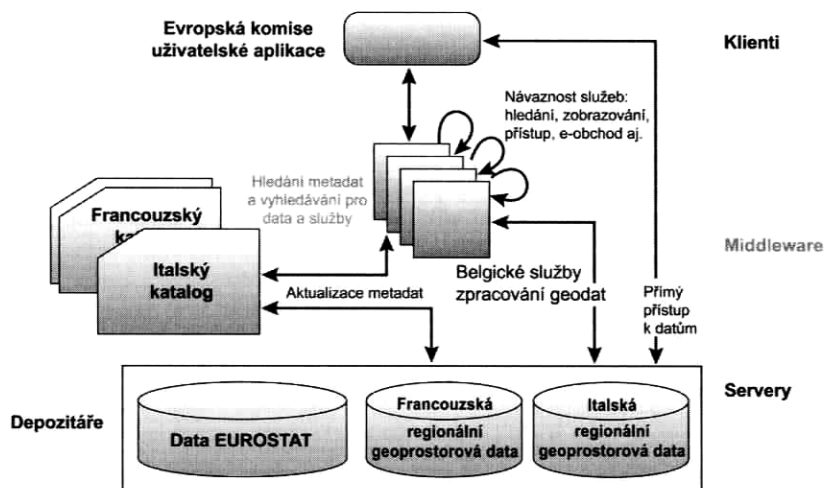 Evropská komise
uživatelské aplikace
Klienti
Návaznost služeb:
hledání, zobrazování,
přístup, e-obchod aj.
Hledání metadat
a vyhledávání pro
data a služby
Francouzský
Italský
katalog
Middleware
Belgické služby
zpracování geodat
Aktualizace metadat
Přímý
přístup
k datům
Servery
Depozitáře
Data EUROSTAT
Francouzská
regionální
geoprostorová data
Italská
regionální
geoprostorová data